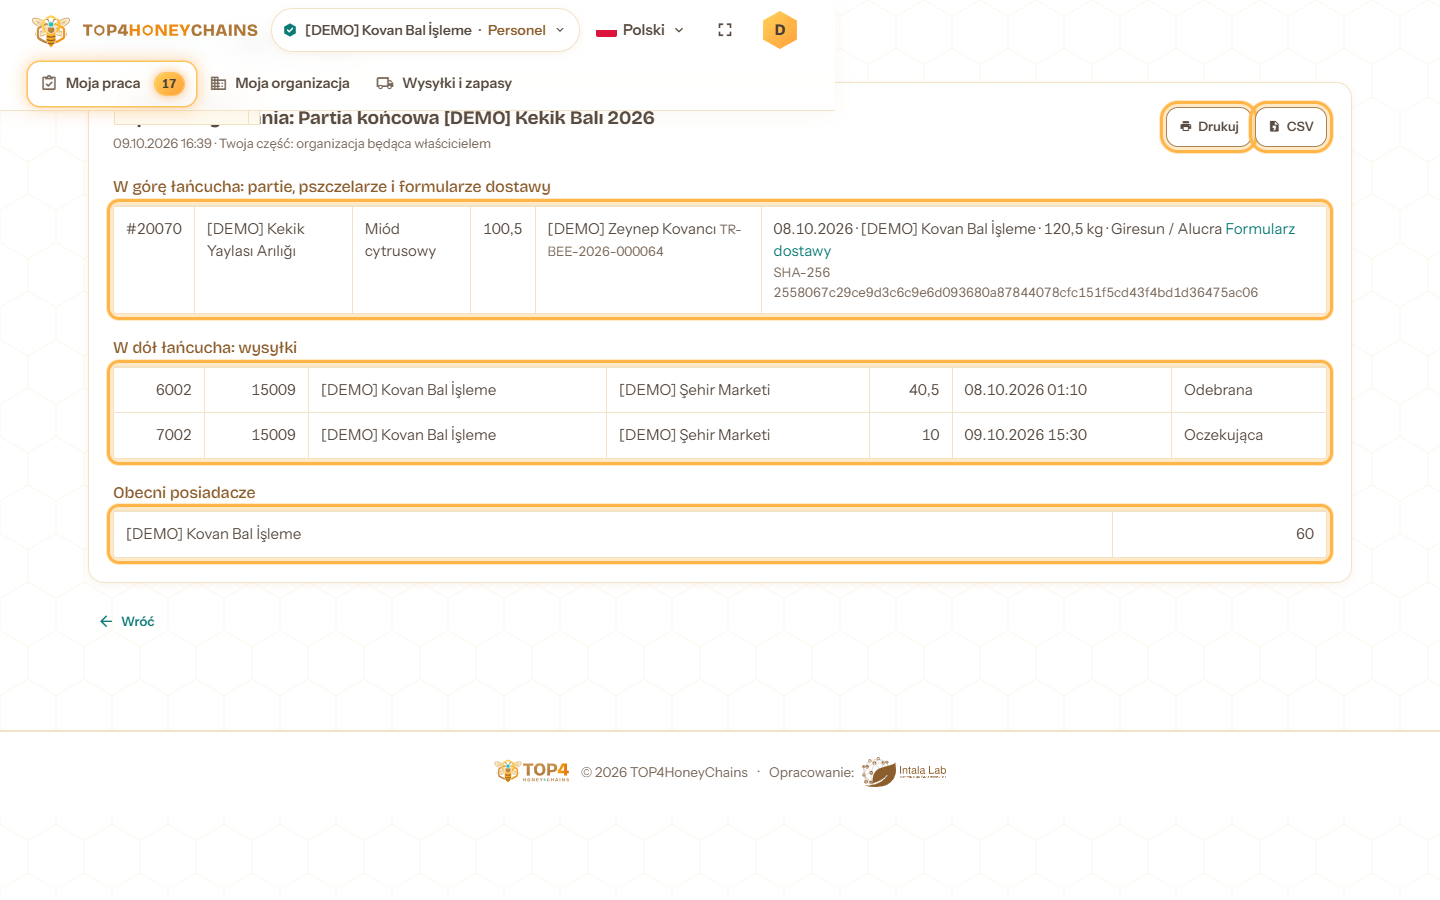 TOP4HONEYCHAINS
[DEMO] Kovan Bal İşleme · Personel
Polski
D
Moja praca 17
Moja organizacja
Wysyłki i zapasy
Partia końcowa [DEMO] Kekik Balı 2026
09.10.2026 16:39 · Twoja część: organizacja będąca właścicielem
Drukuj
CSV
W górę łańcucha: partie, pszczelarze i formularze dostawy
#20070
[DEMO] Kekik
Yaylası Arılığı
Miód
cytrusowy
100,5
[DEMO] Zeynep Kovancı TR-
BEE-2026-000064
08.10.2026 · [DEMO] Kovan Bal İşleme · 120,5 kg · Giresun / Alucra Formularz
dostawy
SHA-256
2558067c29ce9d3c6c9e6d093680a87844078cfc151f5cd43f4bd1d36475ac06
W dół łańcucha: wysyłki
6002 15009 [DEMO] Kovan Bal İşleme [DEMO] Şehir Marketi 40,5 08.10.2026 01:10 Odebrana
7002 15009 [DEMO] Kovan Bal İşleme [DEMO] Şehir Marketi 10 09.10.2026 15:30 Oczekująca
Obecni posiadacze
[DEMO] Kovan Bal İşleme 60
Wróć
TOP4
HONEY CHAINS
© 2026 TOP4HoneyChains · Opracowanie:
Intala Lab